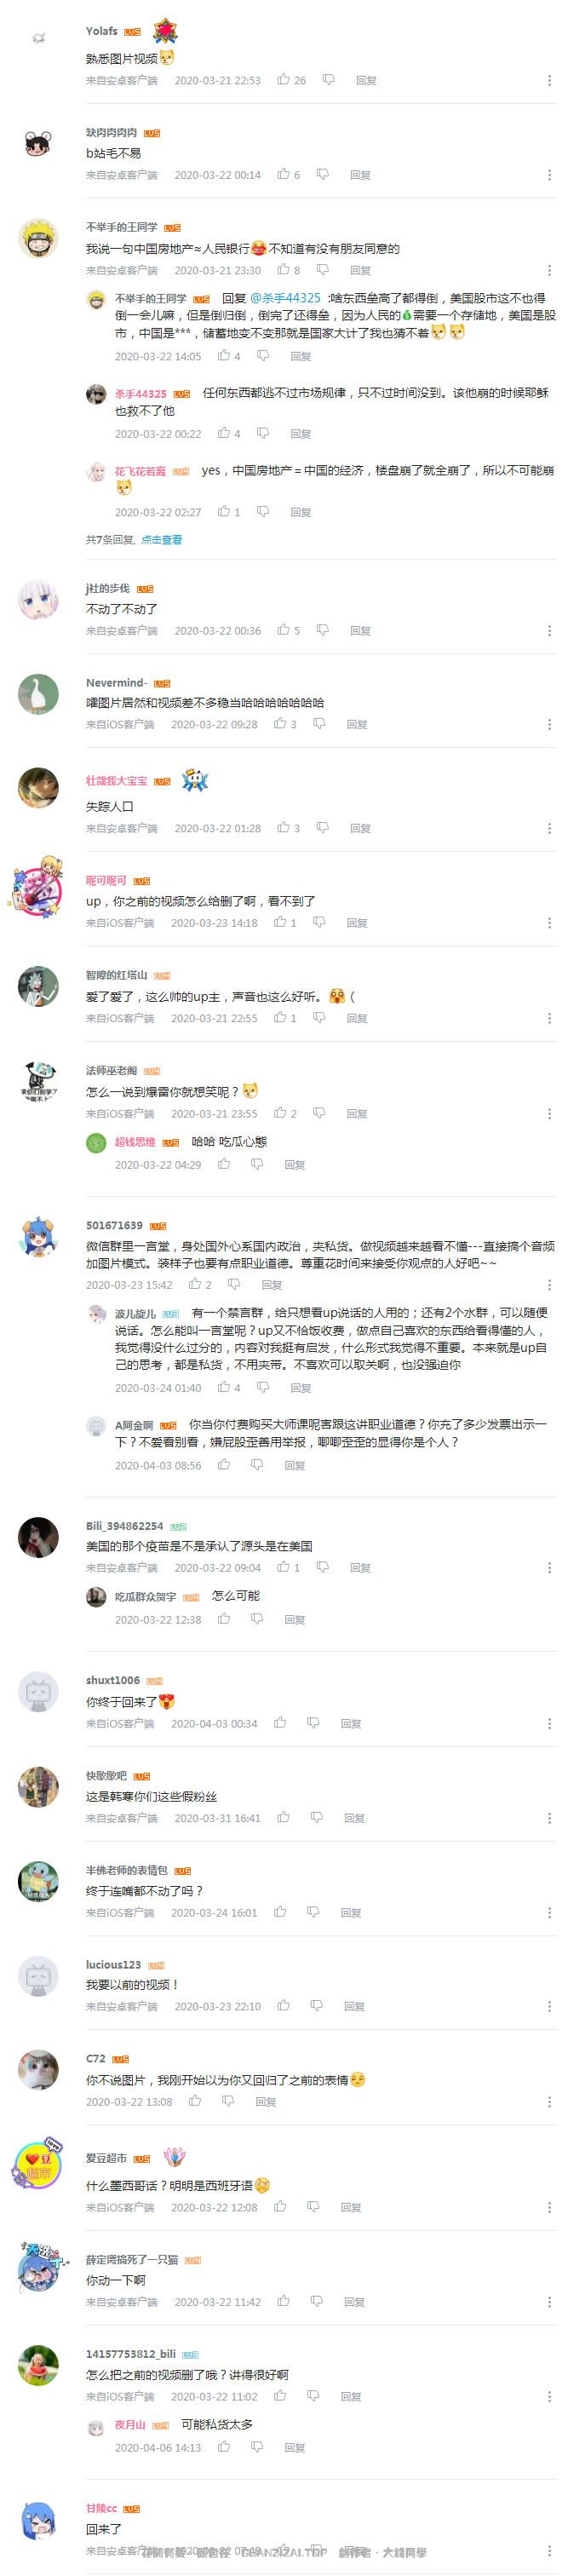 Yolafs LV5
熟悉图片视频
来自安卓客户端 2020-03-21 22:53 26 回复
缺肉肉肉肉 LV5
b站毛不易
来自安卓客户端 2020-03-22 00:14 6 回复
不举手的王同学 LV5
我说一句中国房地产≈人民银行 不知道有没有朋友同意的
来自安卓客户端 2020-03-21 23:30 8 回复
不举手的王同学 LV5 回复 @杀手44325 :啥东西垒高了都得倒，美国股市这不也得
倒一会儿嘛，但是倒归倒，倒完了还得垒，因为人民的 需要一个存储地，美国是股
市，中国是***，储蓄地变不变那就是国家大计了我也猜不着
2020-03-22 14:05 4 回复
杀手44325 LV5 任何东西都逃不过市场规律，只不过时间没到。该他崩的时候耶稣
也救不了他
2020-03-22 00:22 4 回复
花飞花若离 LV4 yes，中国房地产＝中国的经济，楼盘崩了就全崩了，所以不可能崩
2020-03-22 02:27 1 回复
共7条回复, 点击查看
j社的步伐 LV5
不动了不动了
来自安卓客户端 2020-03-22 00:36 5 回复
Nevermind- LV5
嚯图片居然和视频差不多稳当哈哈哈哈哈哈哈
来自iOS客户端 2020-03-22 09:28 3 回复
壮哉我大宝宝 LV5
失踪人口
来自安卓客户端 2020-03-22 01:28 3 回复
昵可昵可 LV5
up，你之前的视频怎么给删了啊，看不到了
来自iOS客户端 2020-03-23 14:18 1 回复
智障的红塔山 LV4
爱了爱了，这么帅的up主，声音也这么好听。（
来自iOS客户端 2020-03-21 22:55 1 回复
法师巫老阁 LV4
怎么一说到爆雷你就想笑呢？
来自iOS客户端 2020-03-21 23:55 2 回复
超钱思维 LV5 哈哈 吃瓜心態
2020-03-22 04:29 回复
501671639 LV5
微信群里一言堂，身处国外心系国内政治，夹私货。做视频越来越看不懂---直接搞个音频
加图片模式。装样子也要有点职业道德。尊重花时间来接受你观点的人好吧~~
2020-03-23 15:42 2 回复
波儿旋儿 LV3 有一个禁言群，给只想看up说话的人用的；还有2个水群，可以随便
说话。怎么能叫一言堂呢？up又不恰饭收费，做点自己喜欢的东西给看得懂的人，
我觉得没什么过分的，内容对我挺有启发，什么形式我觉得不重要。本来就是up自
己的思考，都是私货，不用夹带。不喜欢可以取关啊，也没强迫你
2020-03-24 01:40 4 回复
A阿金啊 LV5 你当你付费购买大师课呢害跟这讲职业道德？你充了多少发票出示一
下？不爱看别看，嫌屁股歪善用举报，唧唧歪歪的显得你是个人？
2020-04-03 08:56 回复
Bili_394862254 LV2
美国的那个疫苗是不是承认了源头是在美国
来自安卓客户端 2020-03-22 09:04 1 回复
吃瓜群众贺宇 LV4 怎么可能
2020-03-22 12:38 回复
shuxt1006 LV4
你终于回来了
来自iOS客户端 2020-04-03 00:34 回复
快歇歇吧 LV5
这是韩寒你们这些假粉丝
来自安卓客户端 2020-03-31 16:41 回复
半佛老师的表情包 LV5
终于连嘴都不动了吗？
来自iOS客户端 2020-03-24 16:01 回复
lucious123 LV4
我要以前的视频！
来自安卓客户端 2020-03-23 22:10 回复
C72 LV5
你不说图片，我刚开始以为你又回归了之前的表情
2020-03-22 13:08 回复
爱豆超市 LV5
什么墨西哥话？明明是西班牙语
来自iOS客户端 2020-03-22 12:08 回复
薛定谔搞死了一只猫 LV4
你动一下啊
来自安卓客户端 2020-03-22 11:42 回复
14157753812_bili LV3
怎么把之前的视频删了哦？讲得很好啊
来自iOS客户端 2020-03-22 11:02 回复
夜月山 LV4 可能私货太多
2020-04-06 14:13 回复
甘陵cc LV5
回来了
来自安卓客户端 回复